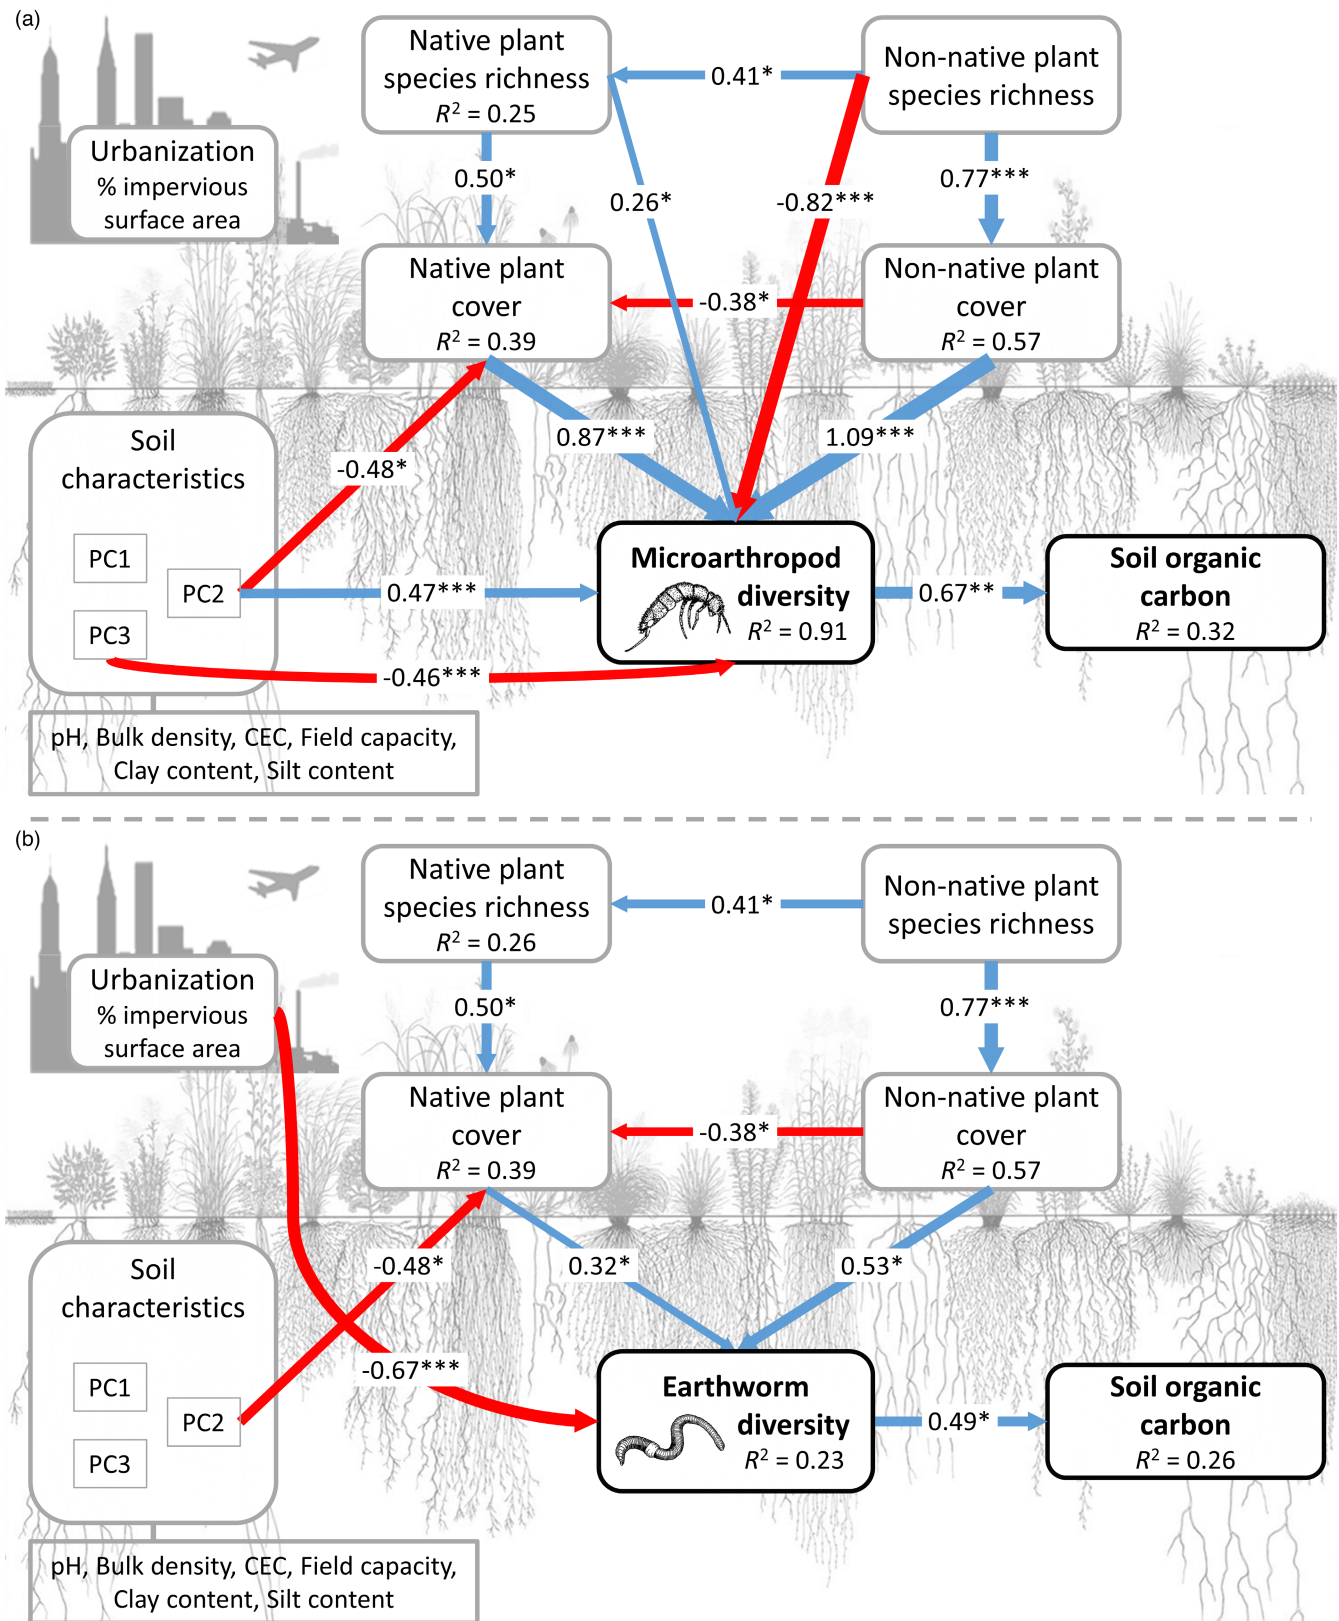 (a)
Native plant
species richness
R² = 0.25
0.41*
Non-native plant
species richness
Urbanization
% impervious
surface area
0.50*
0.26*
-0.82***
0.77***
Native plant
cover
R² = 0.39
-0.38*
Non-native plant
cover
R² = 0.57
Soil
characteristics
-0.48*
0.87***
1.09***
PC1
PC2
PC3
0.47***
Microarthropod
diversity
R² = 0.91
0.67**
Soil organic
carbon
R² = 0.32
-0.46***
pH, Bulk density, CEC, Field capacity,
Clay content, Silt content
(b)
Native plant
species richness
R² = 0.26
0.41*
Non-native plant
species richness
Urbanization
% impervious
surface area
0.50*
0.77***
Native plant
cover
R² = 0.39
-0.38*
Non-native plant
cover
R² = 0.57
Soil
characteristics
-0.48*
0.32*
0.53*
-0.67***
PC1
PC2
PC3
Earthworm
diversity
R² = 0.23
0.49*
Soil organic
carbon
R² = 0.26
pH, Bulk density, CEC, Field capacity,
Clay content, Silt content